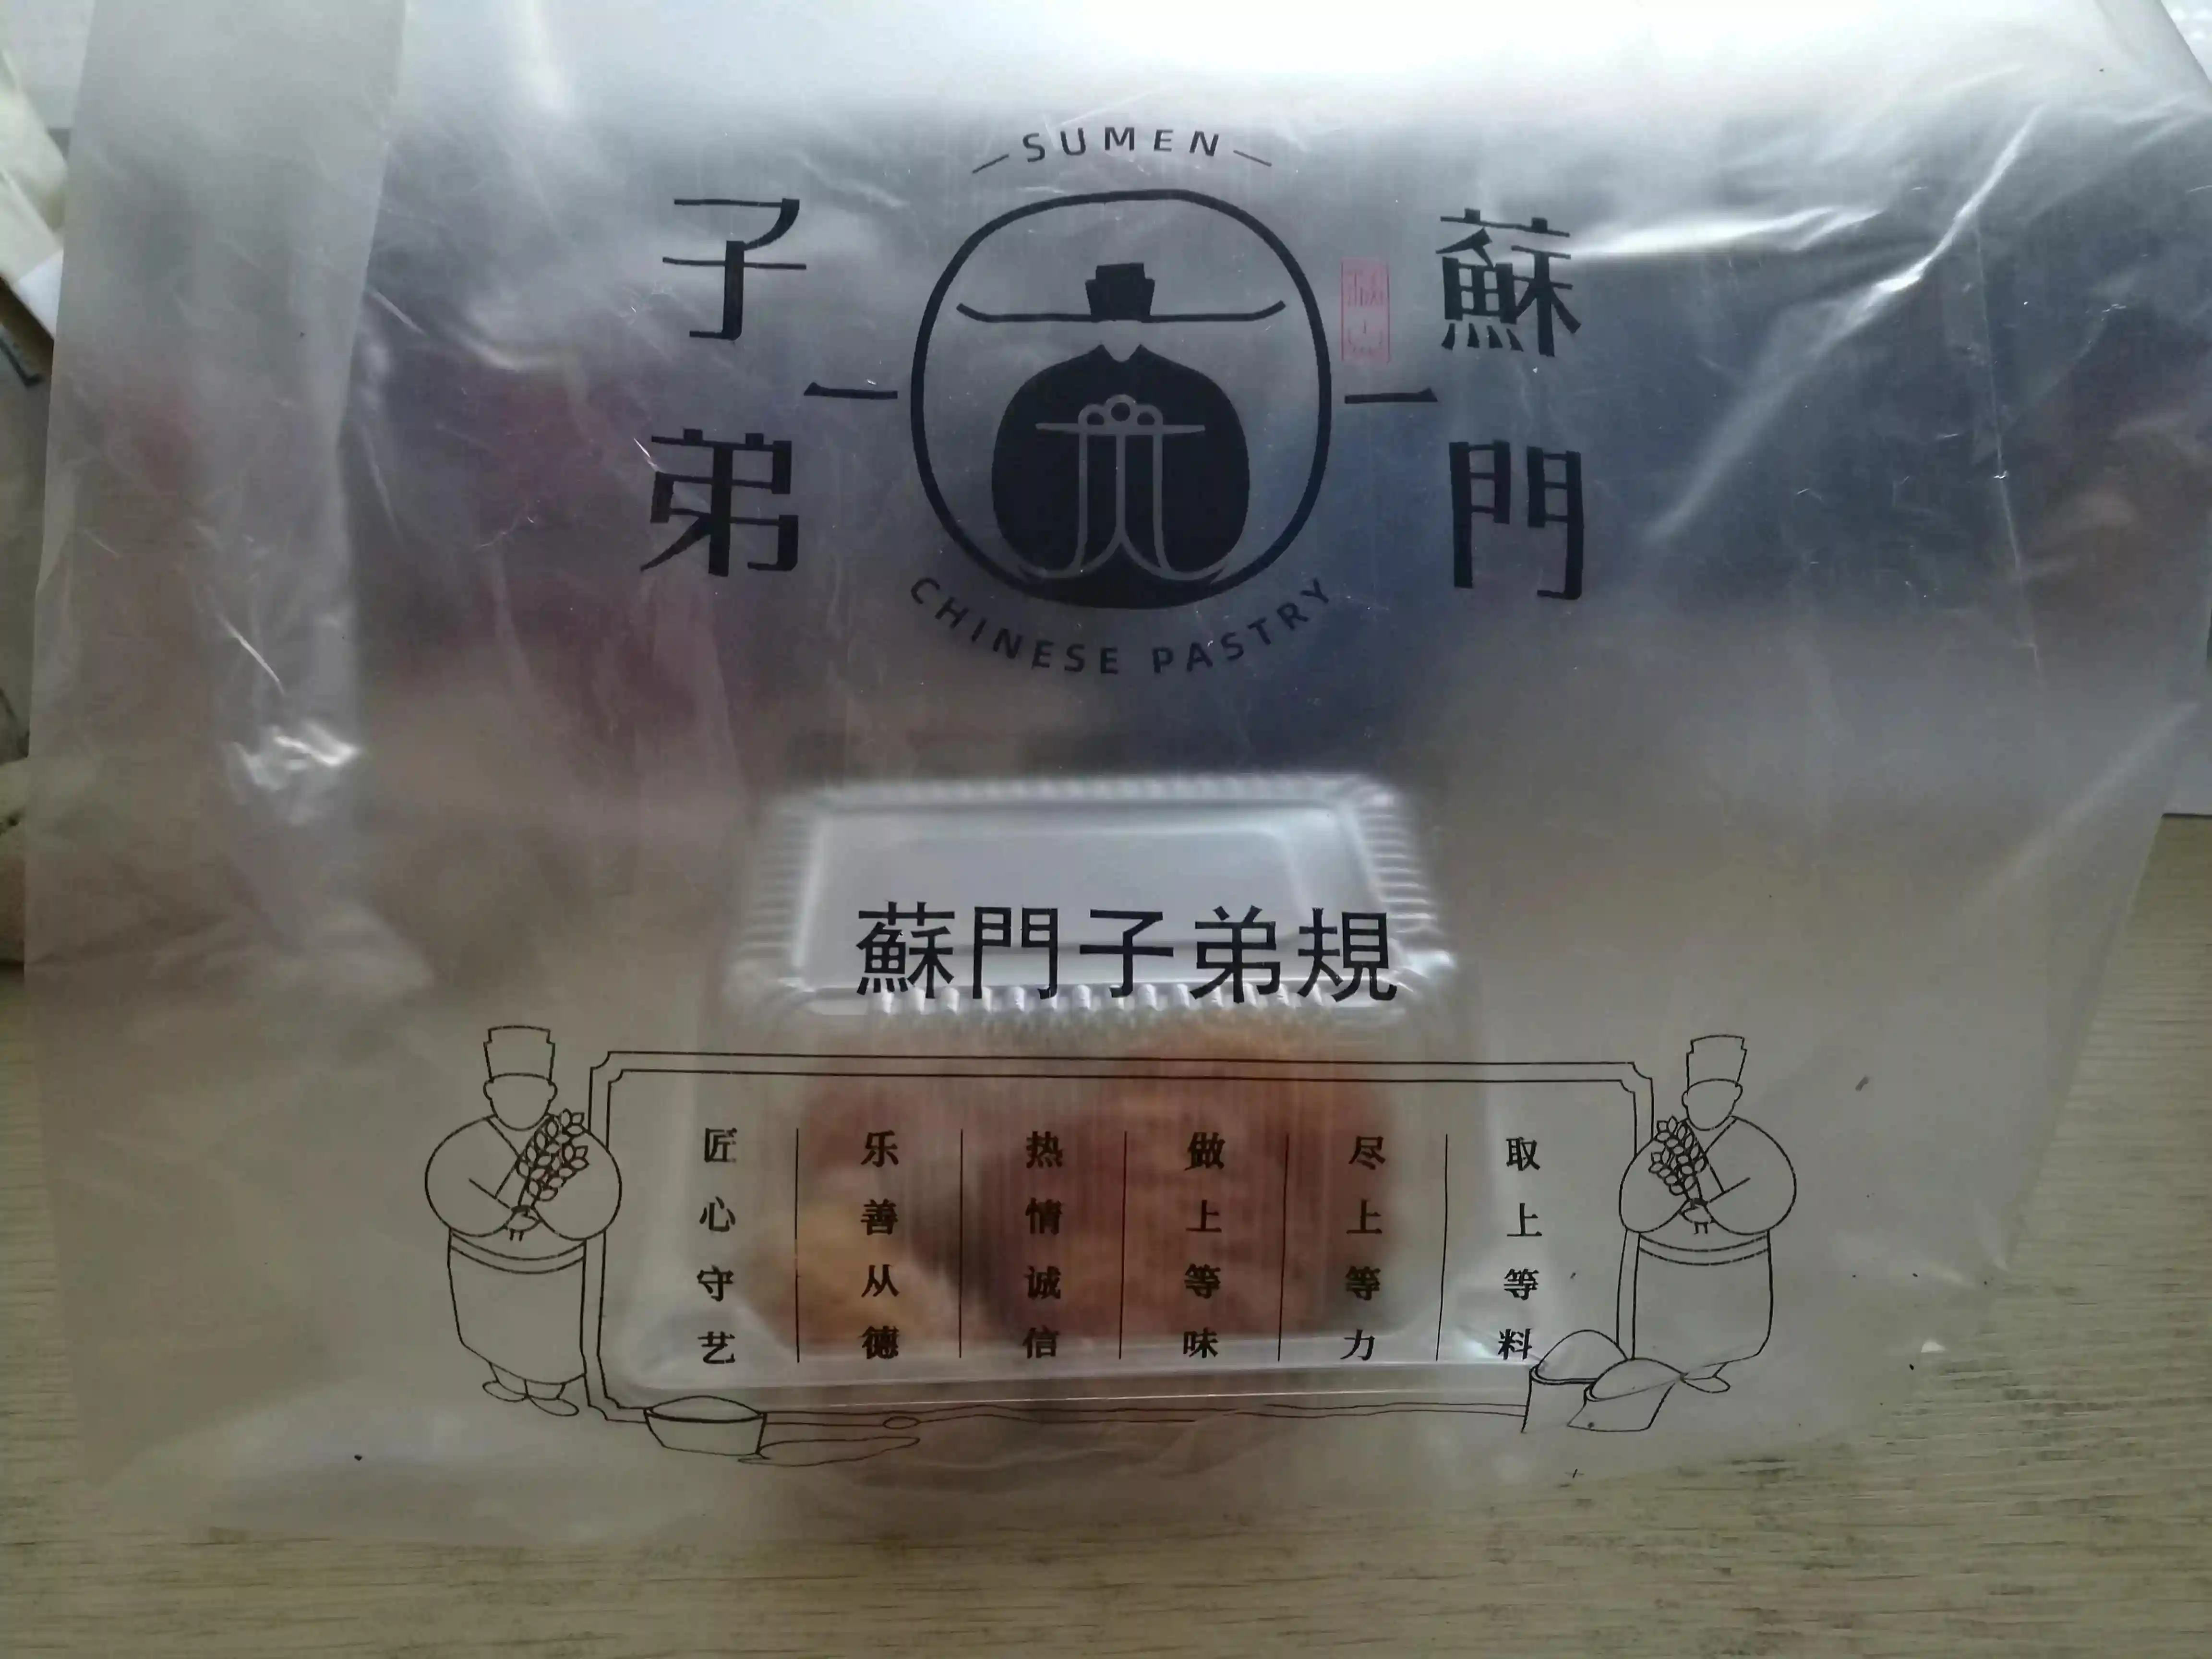 SUMEN
蘇門
子弟
CHINESE PASTRY
蘇門子弟規
取上等料
尽上等力
做上等味
热情诚信
乐善从德
匠心守艺